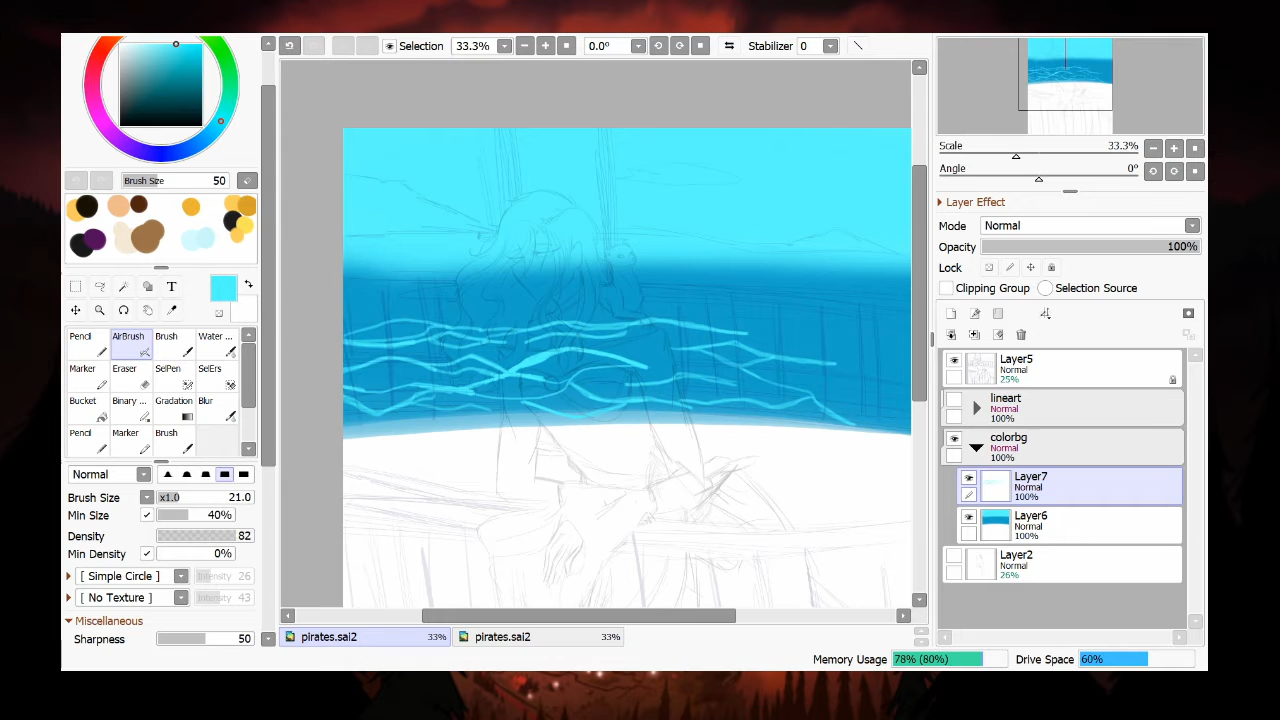 Selection
33.3%
0.0º
Stabilizer 0
Brush Size 50
T
Pencil
AirBrush
Brush
Water ...
Marker
Eraser
SelPen
SelErs
Bucket
Binary ...
Gradation
Blur
Pencil
Marker
Brush
Normal
Brush Size x1.0 21.0
Min Size 40%
Density 82
Min Density 0%
[ Simple Circle ] Intensity 26
[ No Texture ] Intensity 43
Miscellaneous
Sharpness 50
pirates.sai2 33%
pirates.sai2 33%
Scale 33.3%
Angle 0º
Layer Effect
Mode Normal
Opacity 100%
Lock
Clipping Group Selection Source
Layer5
Normal
25%
lineart
Normal
100%
colorbg
Normal
100%
Layer7
Normal
100%
Layer6
Normal
100%
Layer2
Normal
26%
Memory Usage 78% (80%) Drive Space 60%